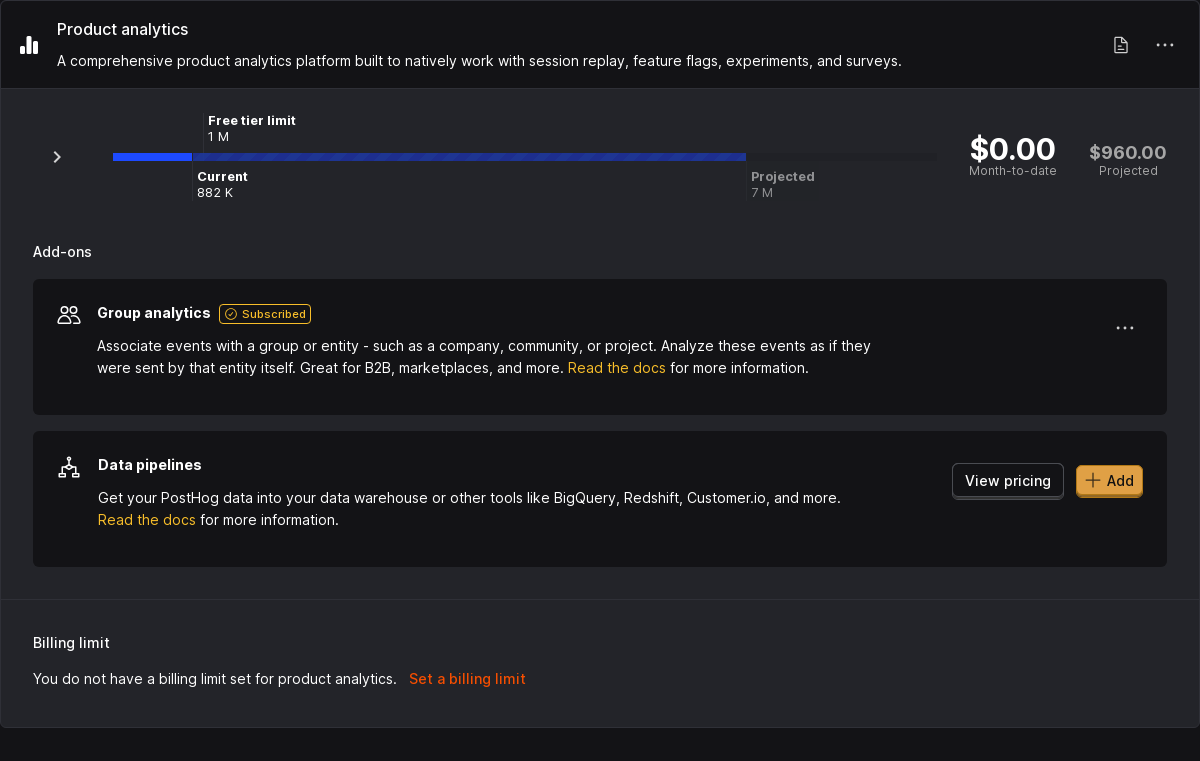 Product analytics
A comprehensive product analytics platform built to natively work with session replay, feature flags, experiments, and surveys.
Free tier limit
1 M
Current
882 K
Projected
7 M
$0.00
Month-to-date
$960.00
Projected
Add-ons
Group analytics Subscribed
Associate events with a group or entity - such as a company, community, or project. Analyze these events as if they
were sent by that entity itself. Great for B2B, marketplaces, and more. Read the docs for more information.
Data pipelines
Get your PostHog data into your data warehouse or other tools like BigQuery, Redshift, Customer.io, and more.
Read the docs for more information.
View pricing
Add
Billing limit
You do not have a billing limit set for product analytics. Set a billing limit